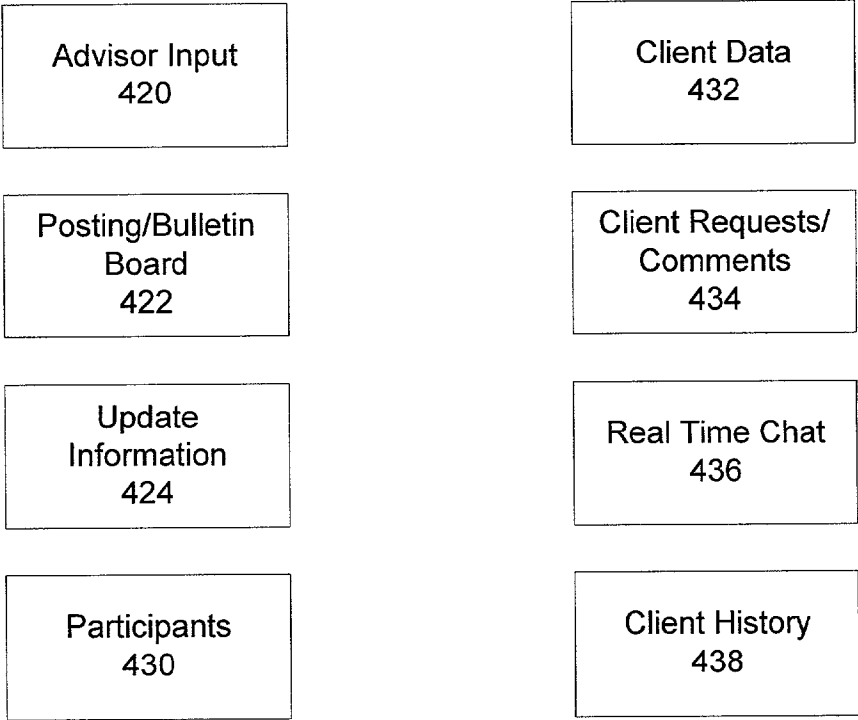 Advisor Input
420
Posting/Bulletin
Board
422
Update
Information
424
Participants
430
Client Data
432
Client Requests/
Comments
434
Real Time Chat
436
Client History
438